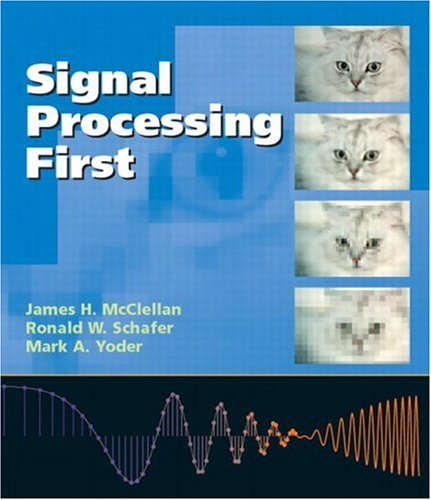 Signal
Processing
First
James H. McClellan
Ronald W. Schafer
Mark A. Yoder